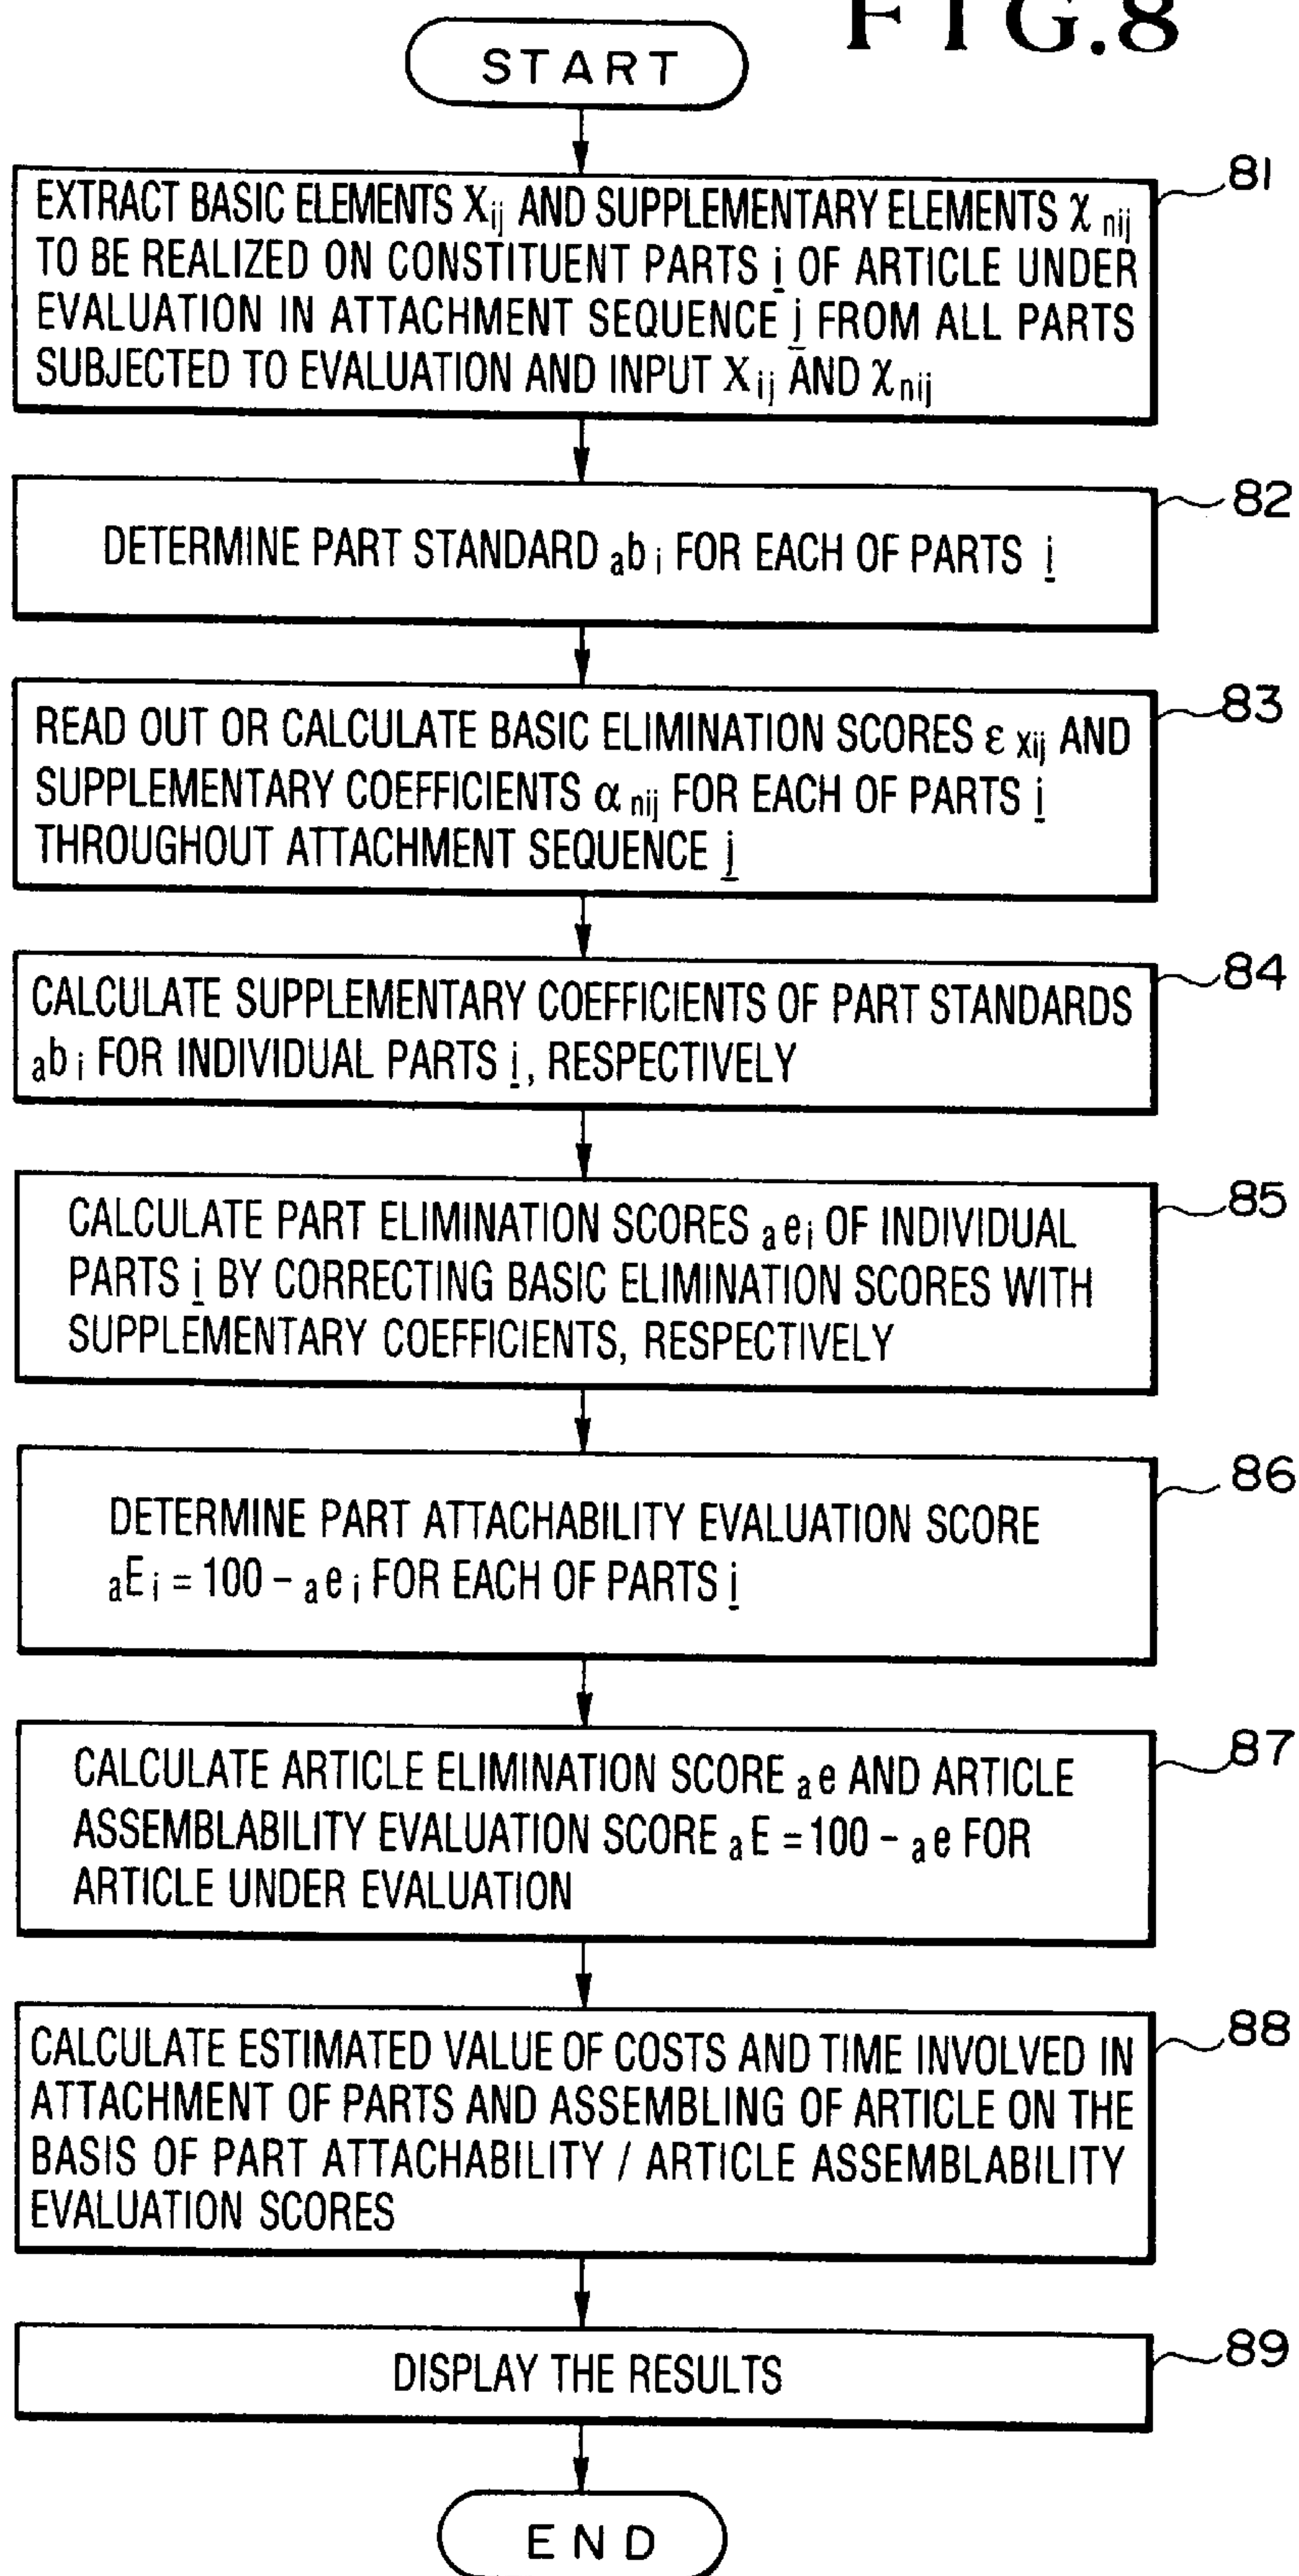 FIG.8
START
81
EXTRACT BASIC ELEMENTS Xij AND SUPPLEMENTARY ELEMENTS χnij
TO BE REALIZED ON CONSTITUENT PARTS i OF ARTICLE UNDER
EVALUATION IN ATTACHMENT SEQUENCE j FROM ALL PARTS
SUBJECTED TO EVALUATION AND INPUT Xij AND χnij
82
DETERMINE PART STANDARD abi FOR EACH OF PARTS i
83
READ OUT OR CALCULATE BASIC ELIMINATION SCORES εxij AND
SUPPLEMENTARY COEFFICIENTS αnij FOR EACH OF PARTS i
THROUGHOUT ATTACHMENT SEQUENCE j
84
CALCULATE SUPPLEMENTARY COEFFICIENTS OF PART STANDARDS
abi FOR INDIVIDUAL PARTS i, RESPECTIVELY
85
CALCULATE PART ELIMINATION SCORES aei OF INDIVIDUAL
PARTS i BY CORRECTING BASIC ELIMINATION SCORES WITH
SUPPLEMENTARY COEFFICIENTS, RESPECTIVELY
86
DETERMINE PART ATTACHABILITY EVALUATION SCORE
aEi = 100 - aei FOR EACH OF PARTS i
87
CALCULATE ARTICLE ELIMINATION SCORE ae AND ARTICLE
ASSEMBLABILITY EVALUATION SCORE aE = 100 - ae FOR
ARTICLE UNDER EVALUATION
88
CALCULATE ESTIMATED VALUE OF COSTS AND TIME INVOLVED IN
ATTACHMENT OF PARTS AND ASSEMBLING OF ARTICLE ON THE
BASIS OF PART ATTACHABILITY / ARTICLE ASSEMBLABILITY
EVALUATION SCORES
89
DISPLAY THE RESULTS
END